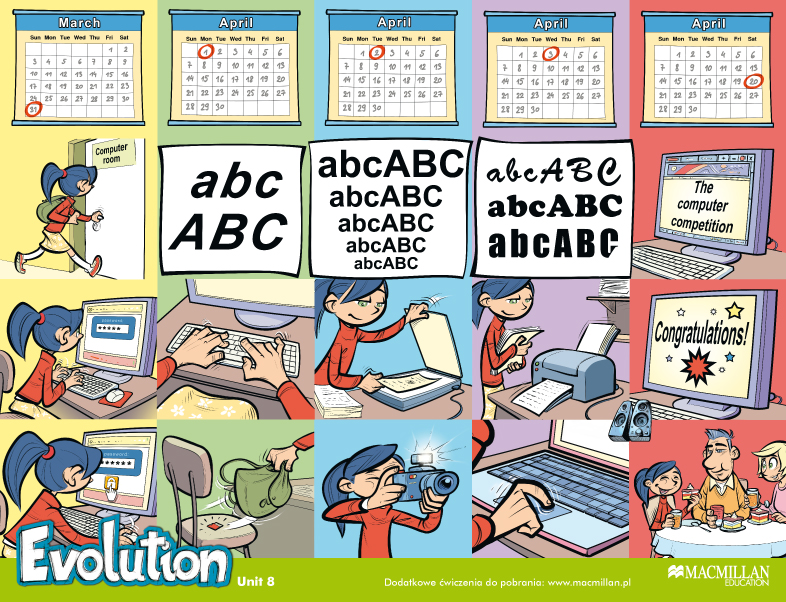 March
Sun Mon Tue Wed Thu Fri Sat
1 2
3 4 5 6 7 8 9
10 11 12 13 14 15 16
17 18 19 20 21 22 23
24 25 26 27 28 29 30
31
April
Sun Mon Tue Wed Thu Fri Sat
1 2 3 4 5 6
7 8 9 10 11 12 13
14 15 16 17 18 19 20
21 22 23 24 25 26 27
28 29 30
April
Sun Mon Tue Wed Thu Fri Sat
1 2 3 4 5 6
7 8 9 10 11 12 13
14 15 16 17 18 19 20
21 22 23 24 25 26 27
28 29 30
April
Sun Mon Tue Wed Thu Fri Sat
1 2 3 4 5 6
7 8 9 10 11 12 13
14 15 16 17 18 19 20
21 22 23 24 25 26 27
28 29 30
April
Sun Mon Tue Wed Thu Fri Sat
1 2 3 4 5 6
7 8 9 10 11 12 13
14 15 16 17 18 19 20
21 22 23 24 25 26 27
28 29 30
Computer
room
abc
ABC
abcABC
abcABC
abcABC
abcABC
abcABC
abcABC
abcABC
abcABC
The
computer
competition
password
*****
Congratulations!
password
*****
Evolution
Unit 8
Dodatkowe ćwiczenia do pobrania: www.macmillan.pl
MACMILLAN
EDUCATION